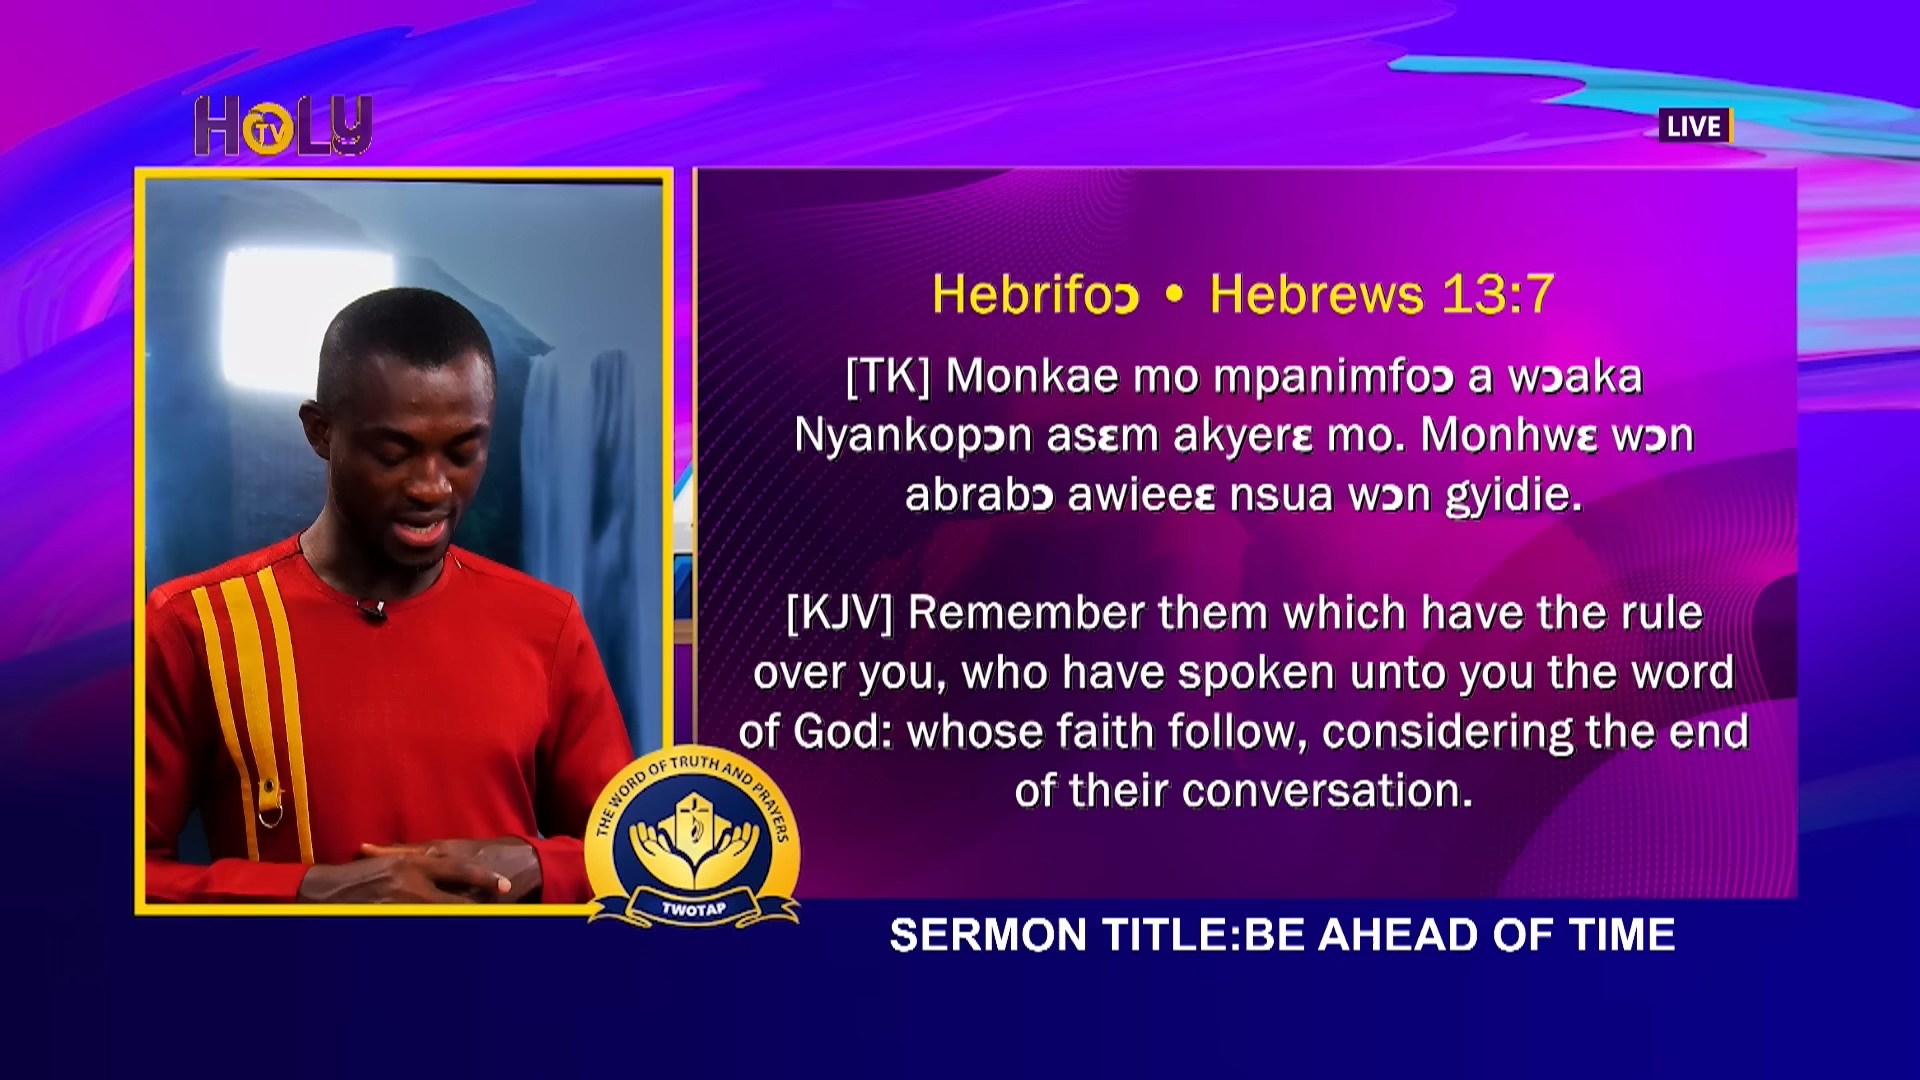 HOLY
TV
LIVE
Hebrifoɔ • Hebrews 13:7
[TK] Monkae mo mpanimfoɔ a wɔaka
Nyankopɔn asɛm akyerɛ mo. Monhwɛ wɔn
abrabɔ awieeɛ nsua wɔn gyidie.
[KJV] Remember them which have the rule
over you, who have spoken unto you the word
of God: whose faith follow, considering the end
of their conversation.
THE WORD OF TRUTH AND PRAYERS
TWOTAP
SERMON TITLE:BE AHEAD OF TIME